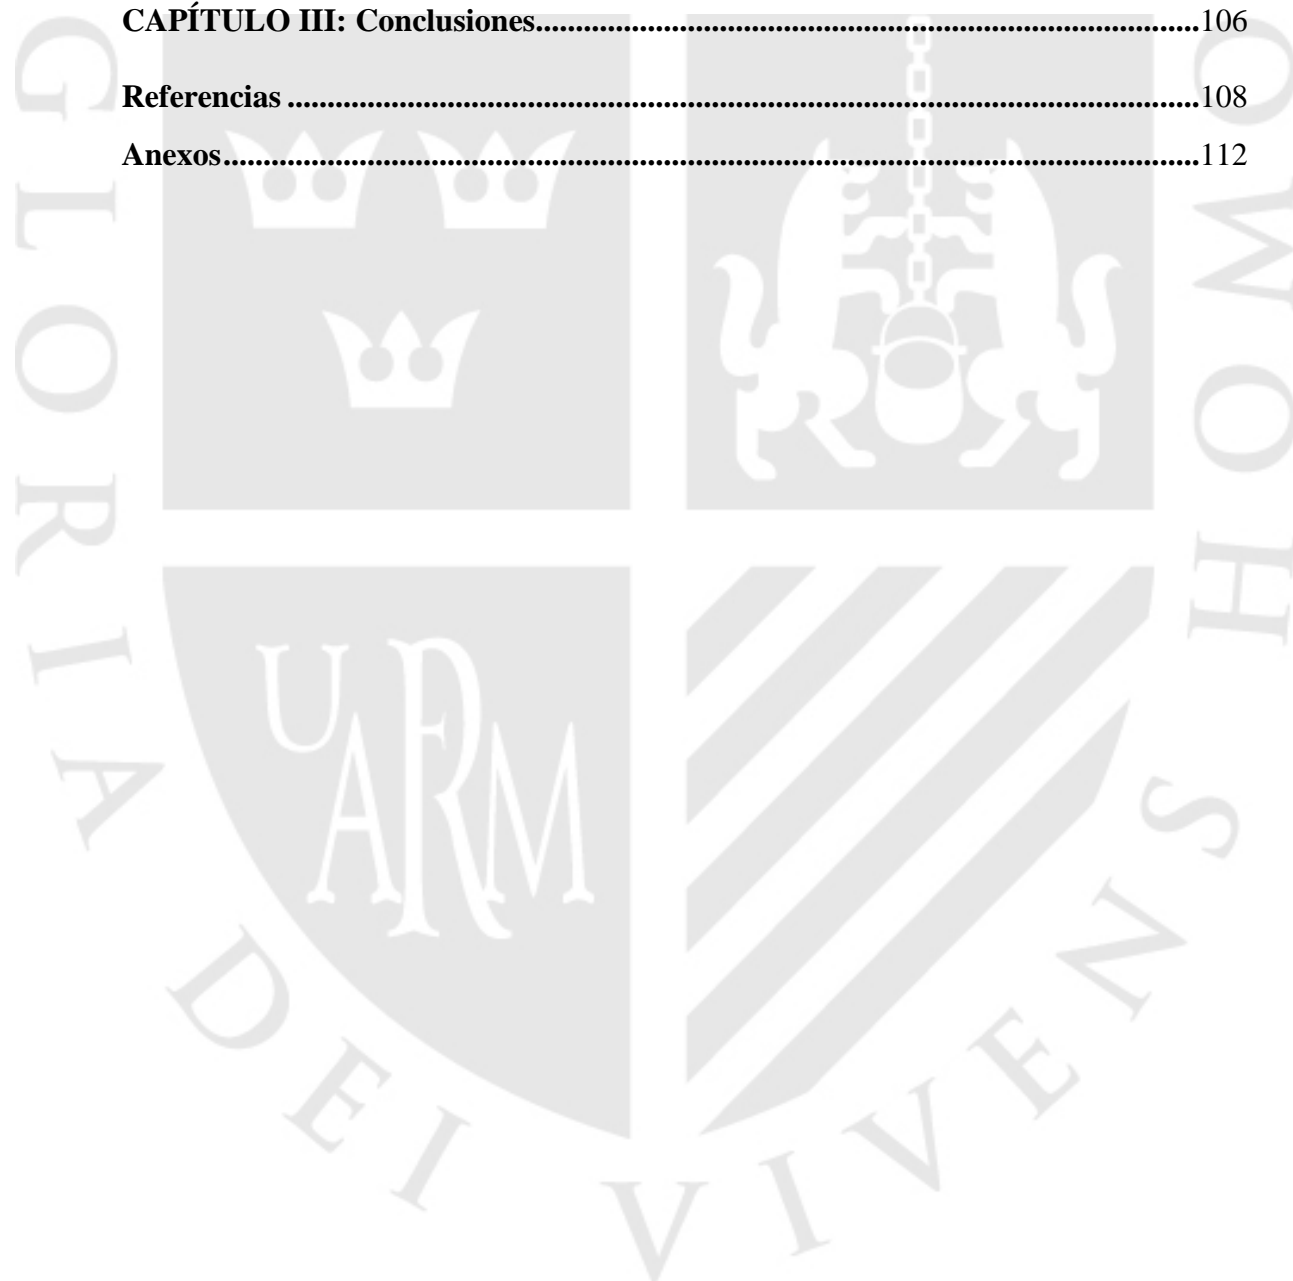 CAPÍTULO III: Conclusiones...................................................................................106
Referencias ..................................................................................................................108
Anexos..........................................................................................................................112
GLORIA DEI VIVENS HOMO
UARM